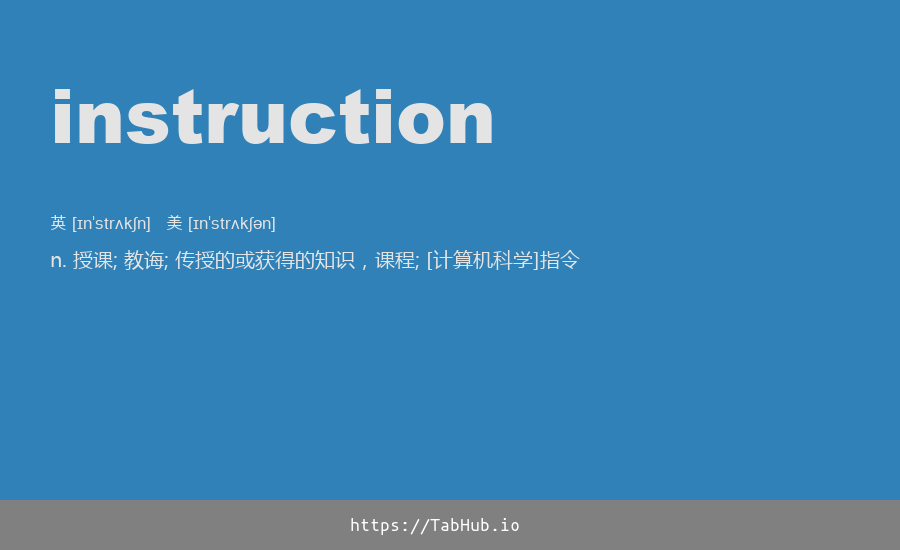 instruction
英 [ɪnˈstrʌkʃn] 美 [ɪnˈstrʌkʃən]
n. 授课; 教诲; 传授的或获得的知识，课程; [计算机科学]指令
https://TabHub.io